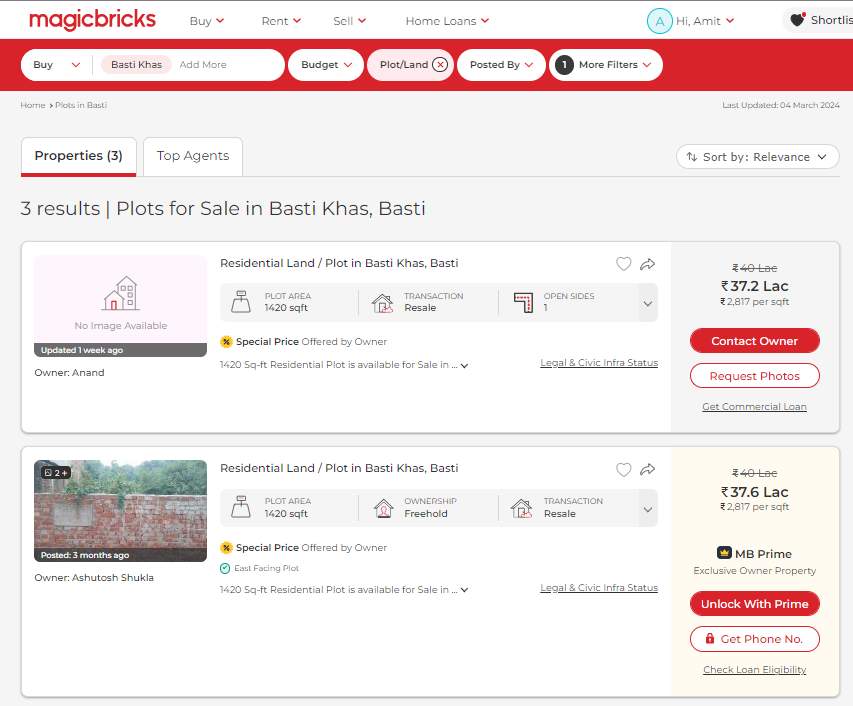 magicbricks
Buy
Rent
Sell
Home Loans
A
Hi, Amit
Shortlis
Buy
Basti Khas
Add More
Budget
Plot/Land
Posted By
1 More Filters
Home > Plots in Basti
Last Updated: 04 March 2024
Properties (3)
Top Agents
Sort by: Relevance
3 results | Plots for Sale in Basti Khas, Basti
No Image Available
Updated 1 week ago
Owner: Anand
Residential Land / Plot in Basti Khas, Basti
PLOT AREA
1420 sqft
TRANSACTION
Resale
OPEN SIDES
1
Special Price Offered by Owner
1420 Sq-ft Residential Plot is available for Sale in ...
Legal & Civic Infra Status
₹40 Lac
₹37.2 Lac
₹2,817 per sqft
Contact Owner
Request Photos
Get Commercial Loan
2 +
Posted: 3 months ago
Owner: Ashutosh Shukla
Residential Land / Plot in Basti Khas, Basti
PLOT AREA
1420 sqft
OWNERSHIP
Freehold
TRANSACTION
Resale
Special Price Offered by Owner
East Facing Plot
1420 Sq-ft Residential Plot is available for Sale in ...
Legal & Civic Infra Status
₹40 Lac
₹37.6 Lac
₹2,817 per sqft
MB Prime
Exclusive Owner Property
Unlock With Prime
Get Phone No.
Check Loan Eligibility